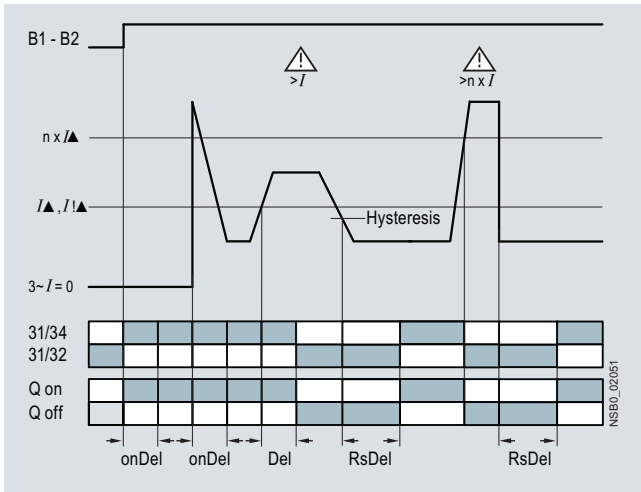 B1 - B2
! !
>I >n x I
n x I▲
I▲, I!▲
Hysteresis
3~ I = 0
31/34
31/32
Q on
Q off
NSB0_02051
onDel onDel Del RsDel RsDel